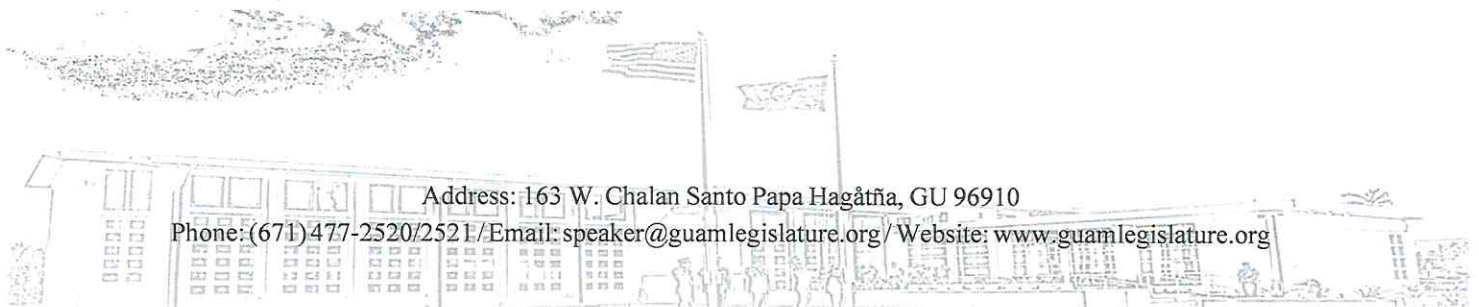 Address: 163 W. Chalan Santo Papa Hagåtña, GU 96910
Phone: (671) 477-2520/2521 / Email: speaker@guamlegislature.org / Website: www.guamlegislature.org